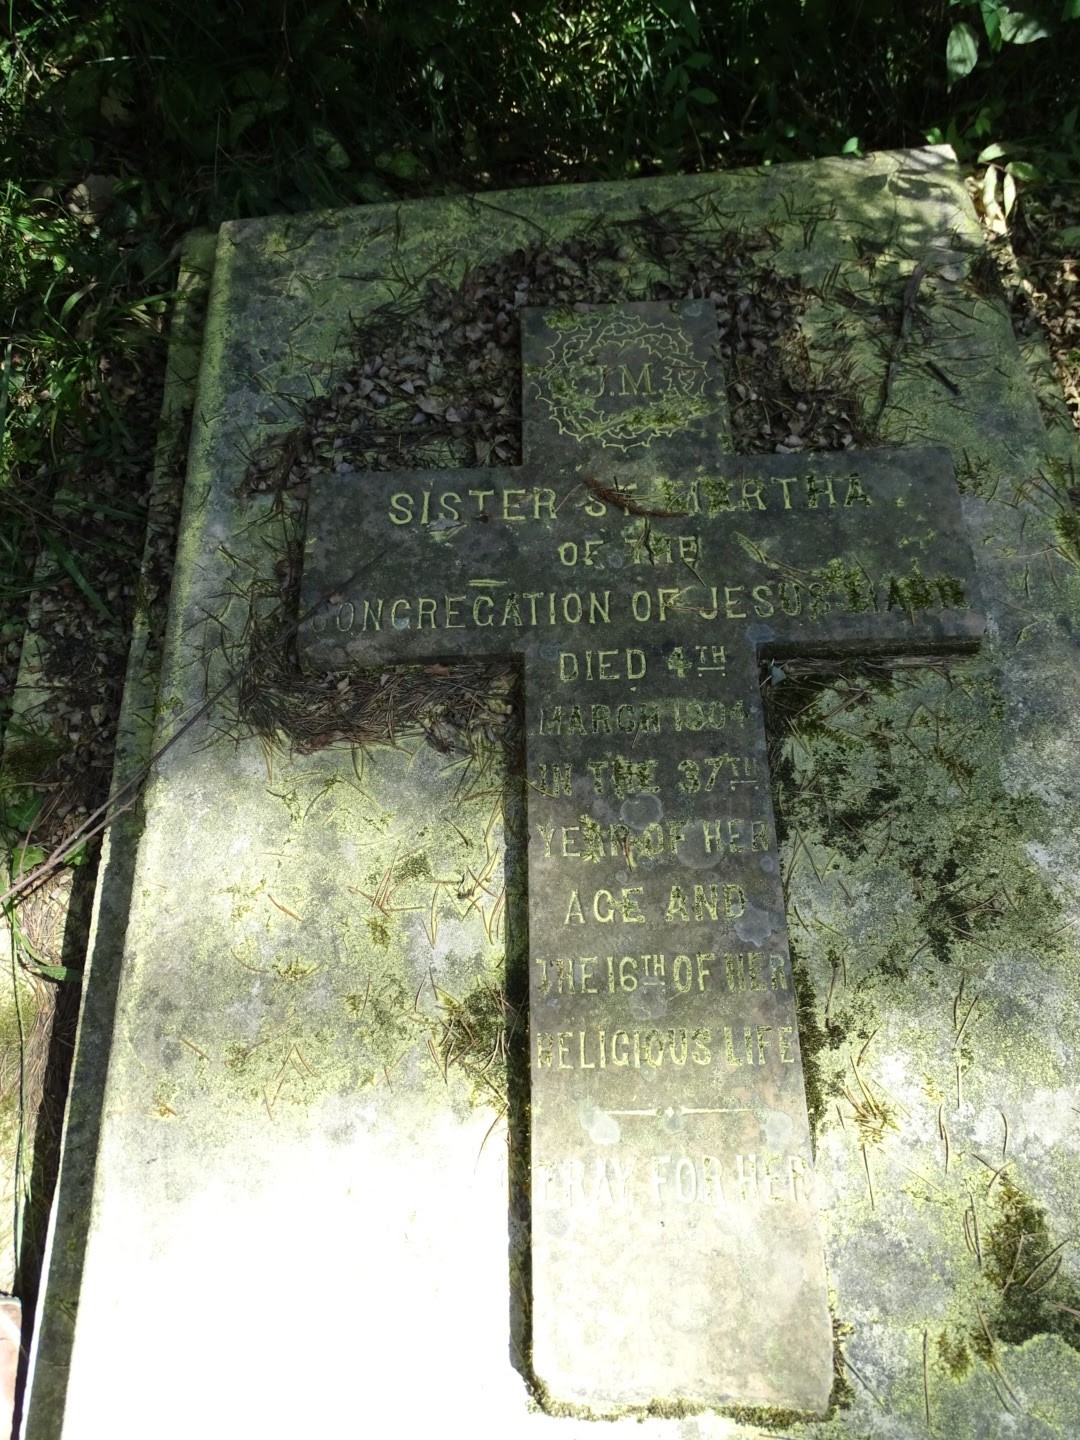 J.M.
SISTER ST MARTHA
OF THE
CONGREGATION OF JESUS MARIE
DIED 4TH
MARCH 1904
IN THE 37TH
YEAR OF HER
AGE AND
THE 16TH OF HER
RELIGIOUS LIFE
PRAY FOR HER